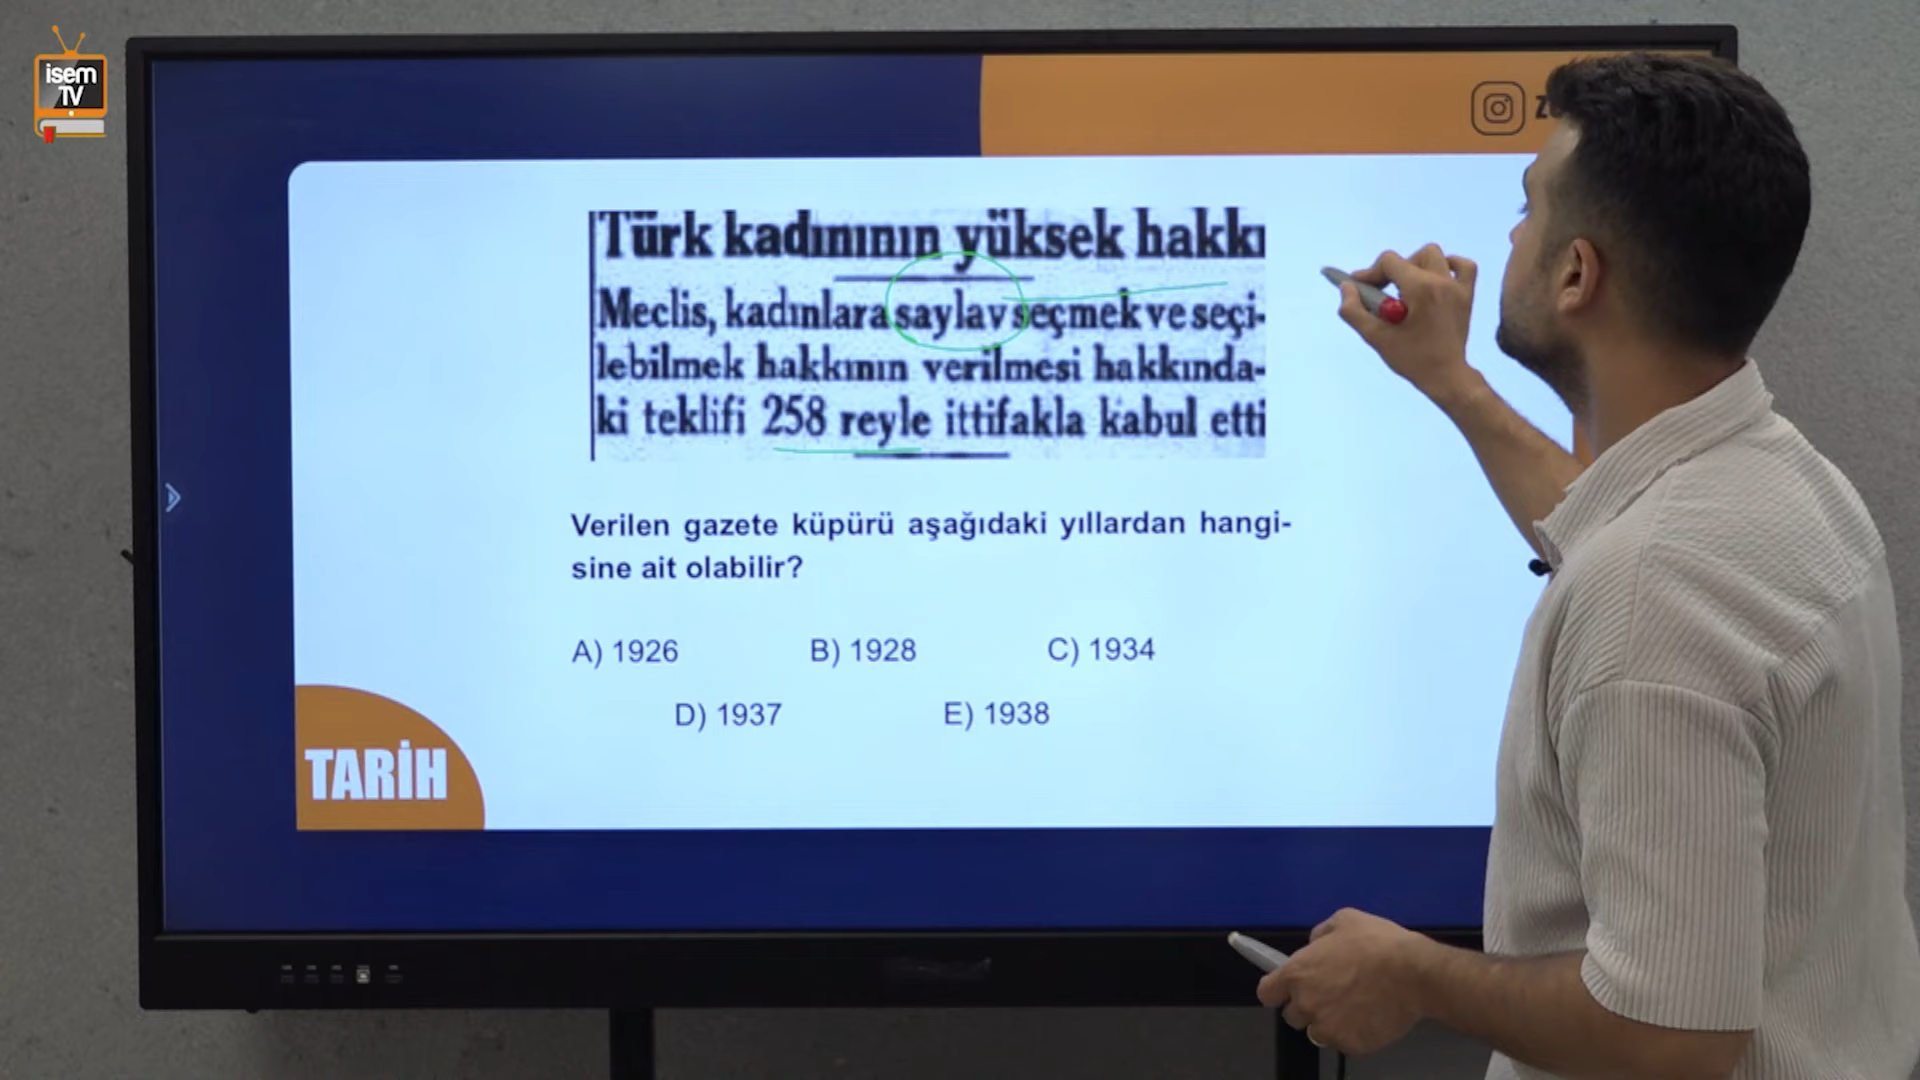 isem
TV
Türk kadınının yüksek hakkı
Meclis, kadınlara saylav seçmek ve seçi-
lebilmek hakkının verilmesi hakkında-
ki teklifi 258 reyle ittifakla kabul etti
Verilen gazete küpürü aşağıdaki yıllardan hangi-
sine ait olabilir?
A) 1926 B) 1928 C) 1934
D) 1937 E) 1938
TARİH